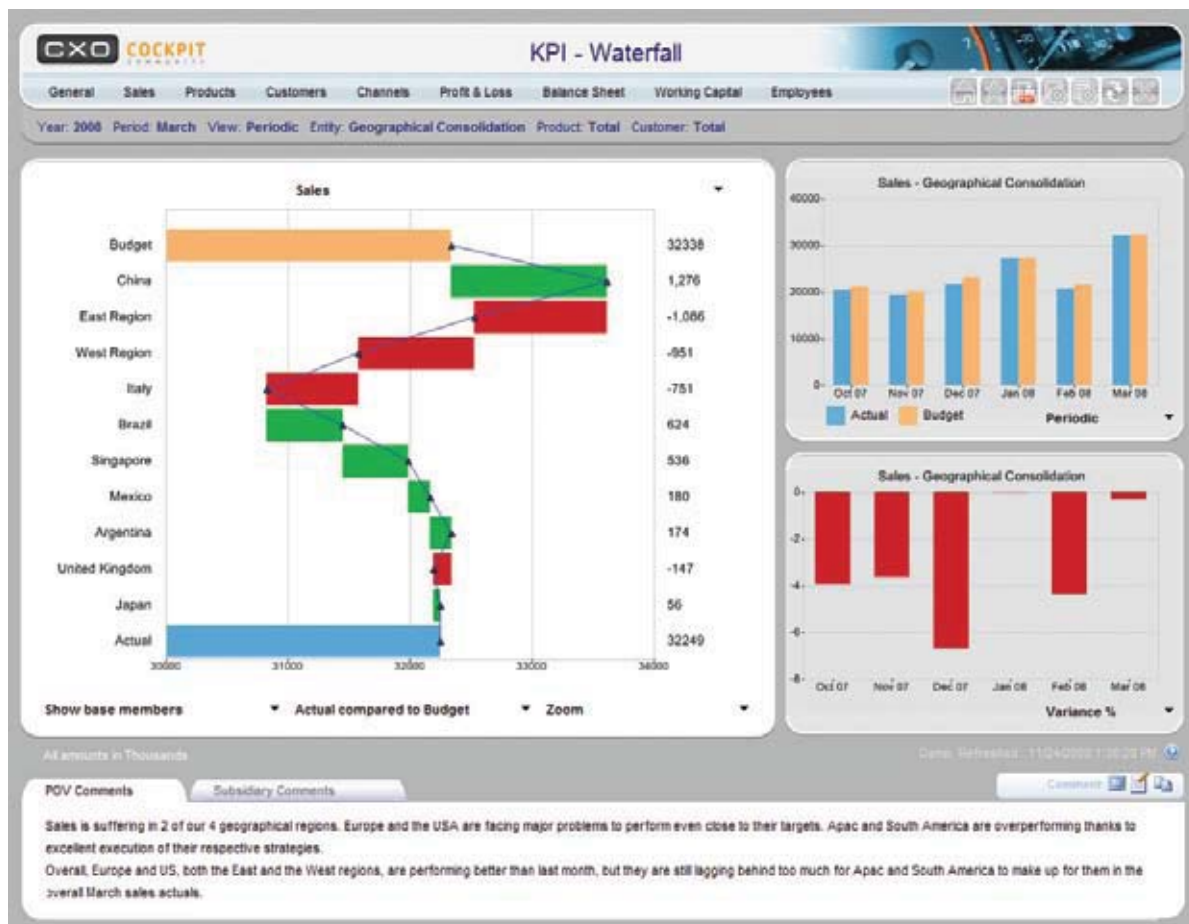 CXO COCKPIT
COMMUNITY
KPI - Waterfall
General Sales Products Customers Channels Profit & Loss Balance Sheet Working Capital Employees
Year: 2008 Period: March View: Periodic Entity: Geographical Consolidation Product: Total Customer: Total
Sales
Budget 32338
China 1,276
East Region -1,086
West Region -951
Italy -751
Brazil 624
Singapore 536
Mexico 180
Argentina 174
United Kingdom -147
Japan 56
Actual 32249
30000 31000 32000 33000 34000
Show base members Actual compared to Budget Zoom
Sales - Geographical Consolidation
40000
30000
20000
10000
0
Oct 07 Nov 07 Dec 07 Jan 08 Feb 08 Mar 08
Actual Budget Periodic
Sales - Geographical Consolidation
0
-2
-4
-6
-8
Oct 07 Nov 07 Dec 07 Jan 08 Feb 08 Mar 08
Variance %
All amounts in Thousands
Refreshed
POV Comments Subsidiary Comments
Comment
Sales is suffering in 2 of our 4 geographical regions. Europe and the USA are facing major problems to perform even close to their targets. Apac and South America are overperforming thanks to
excellent execution of their respective strategies.
Overall, Europe and US, both the East and the West regions, are performing better than last month, but they are still lagging behind too much for Apac and South America to make up for them in the
overall March sales actuals.